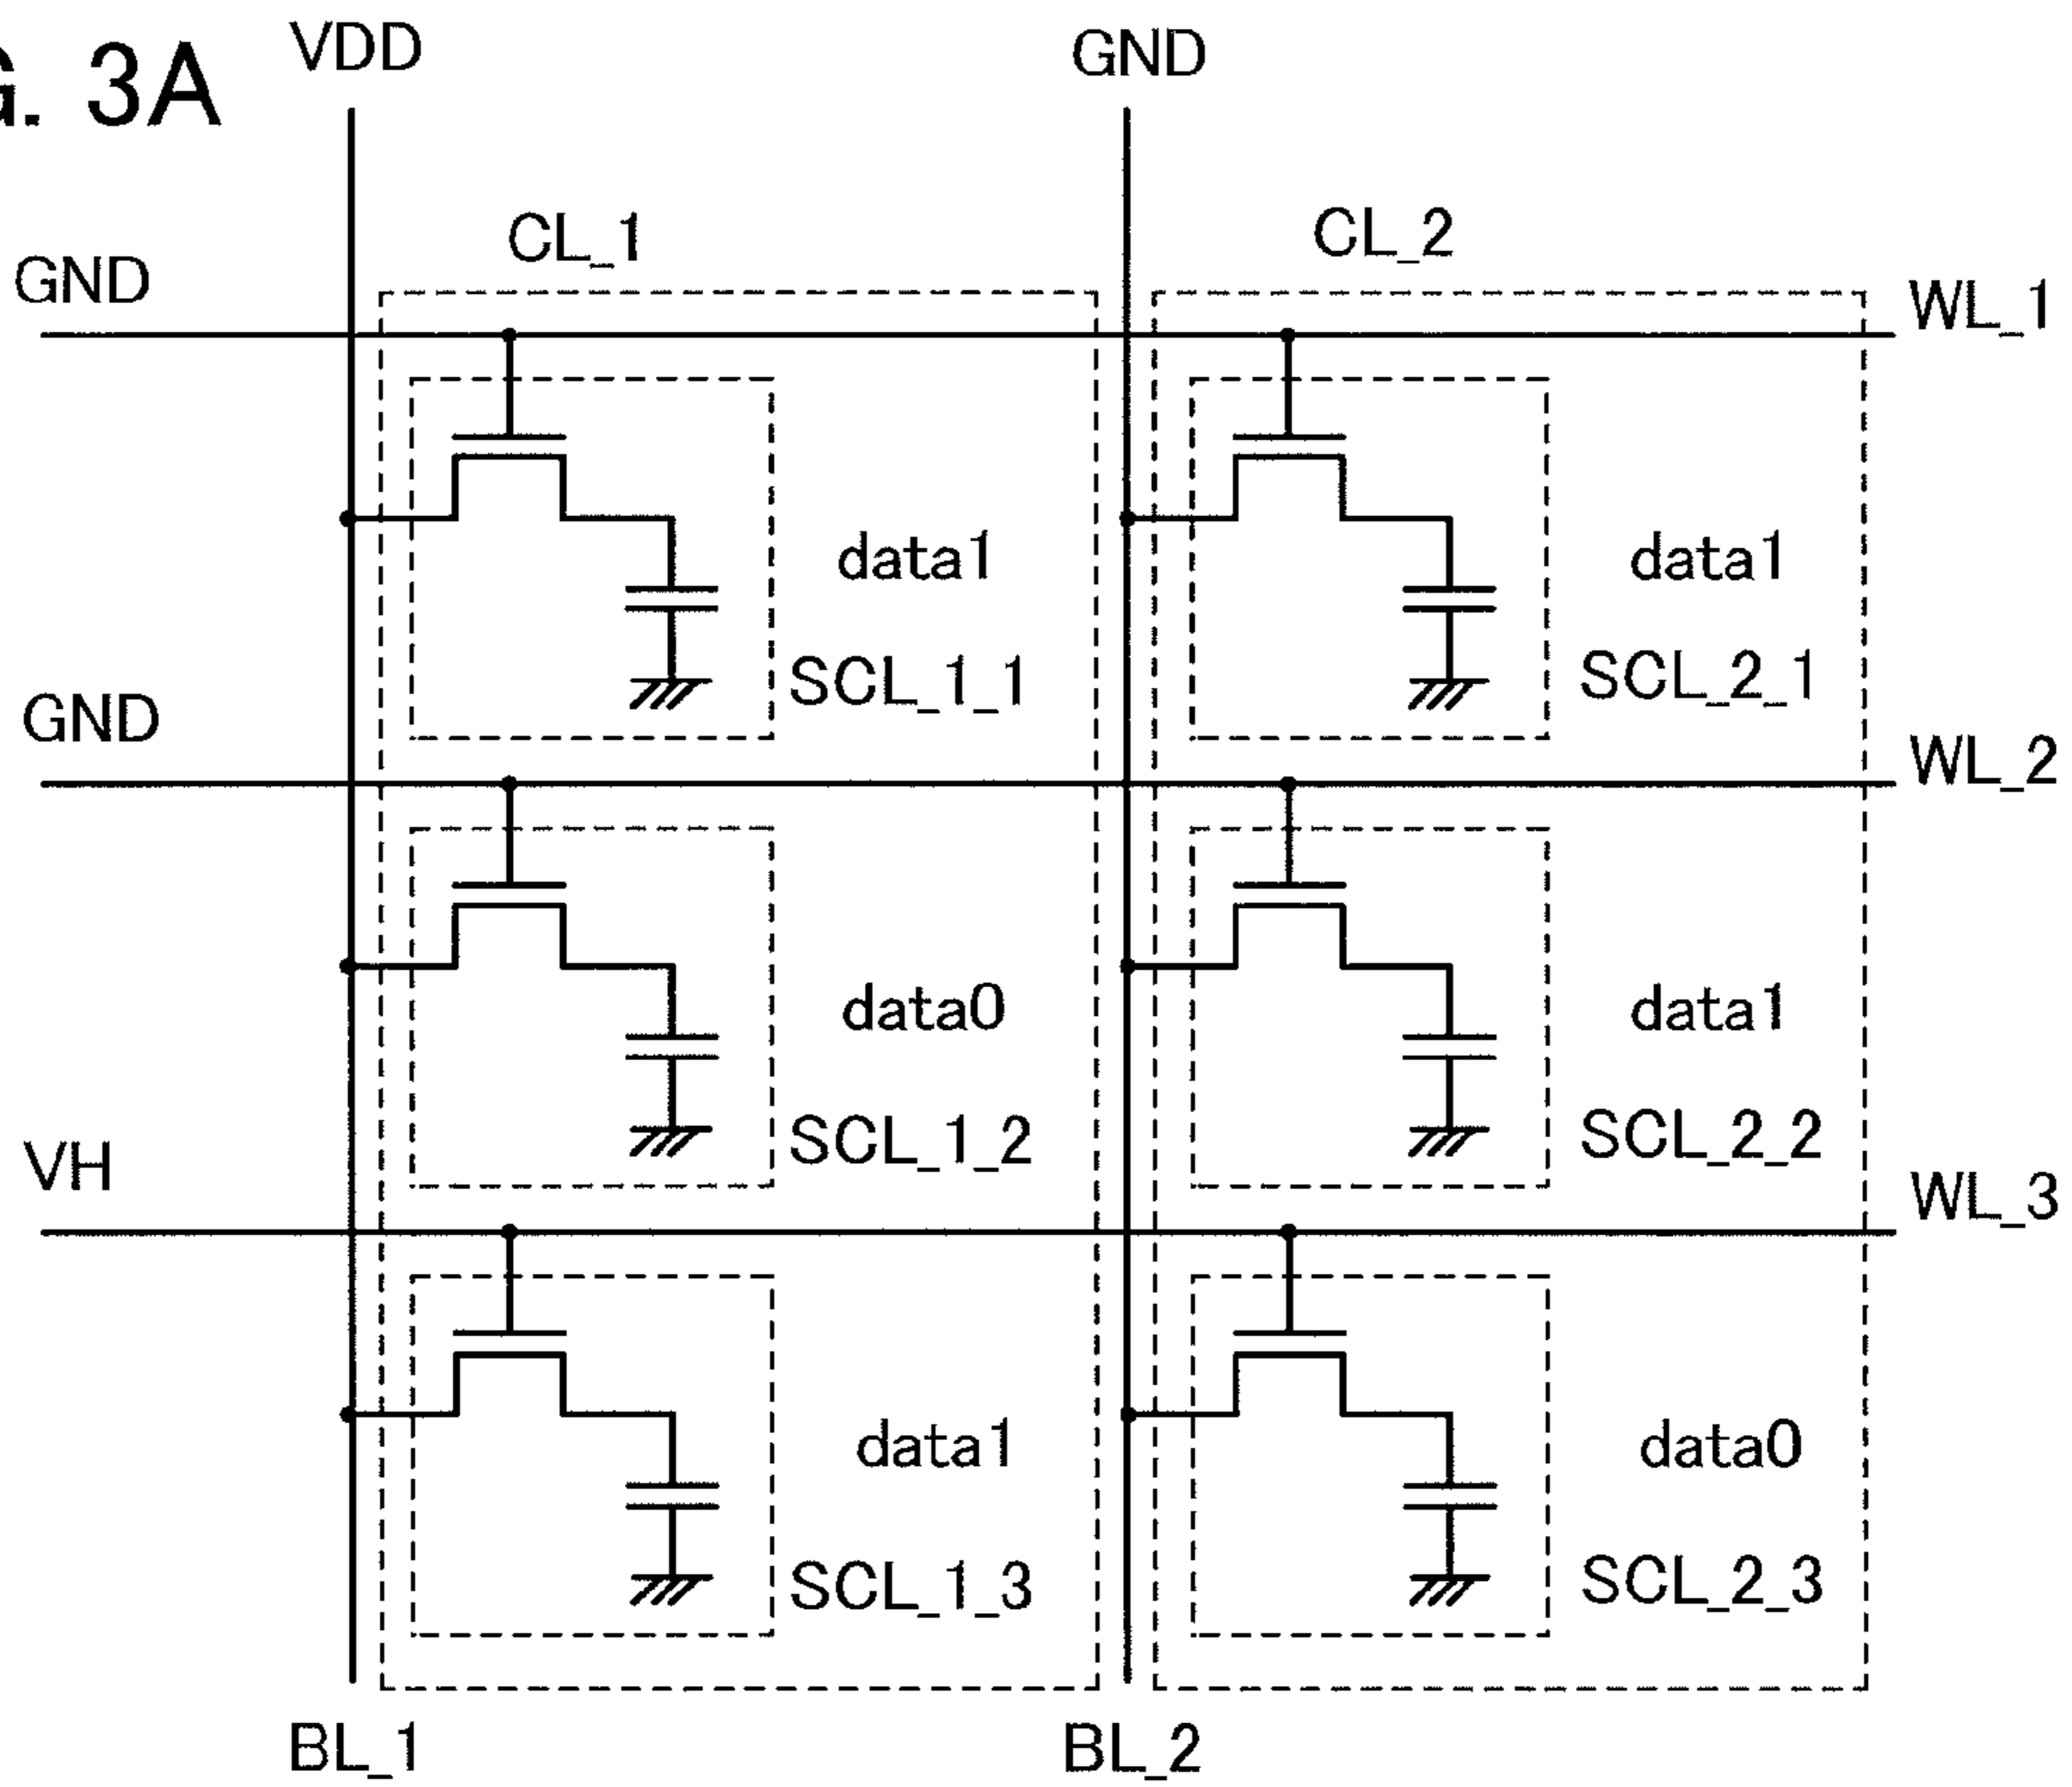 G. 3A
VDD
GND
CL_1
CL_2
GND
WL_1
data1
data1
SCL_1_1
SCL_2_1
GND
WL_2
data0
data1
SCL_1_2
SCL_2_2
VH
WL_3
data1
data0
SCL_1_3
SCL_2_3
BL_1
BL_2